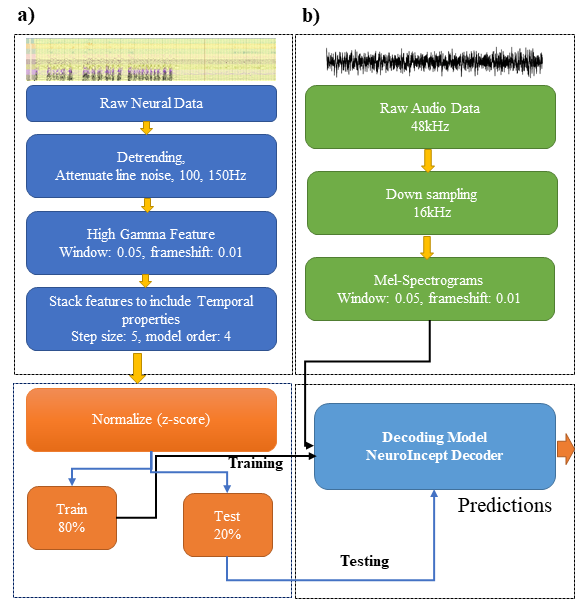 a)
Raw Neural Data
Detrending,
Attenuate line noise, 100, 150Hz
High Gamma Feature
Window: 0.05, frameshift: 0.01
Stack features to include Temporal
properties
Step size: 5, model order: 4
b)
Raw Audio Data
48kHz
Down sampling
16kHz
Mel-Spectrograms
Window: 0.05, frameshift: 0.01
Normalize (z-score)
Training
Train
80%
Test
20%
Decoding Model
NeuroIncept Decoder
Predictions
Testing